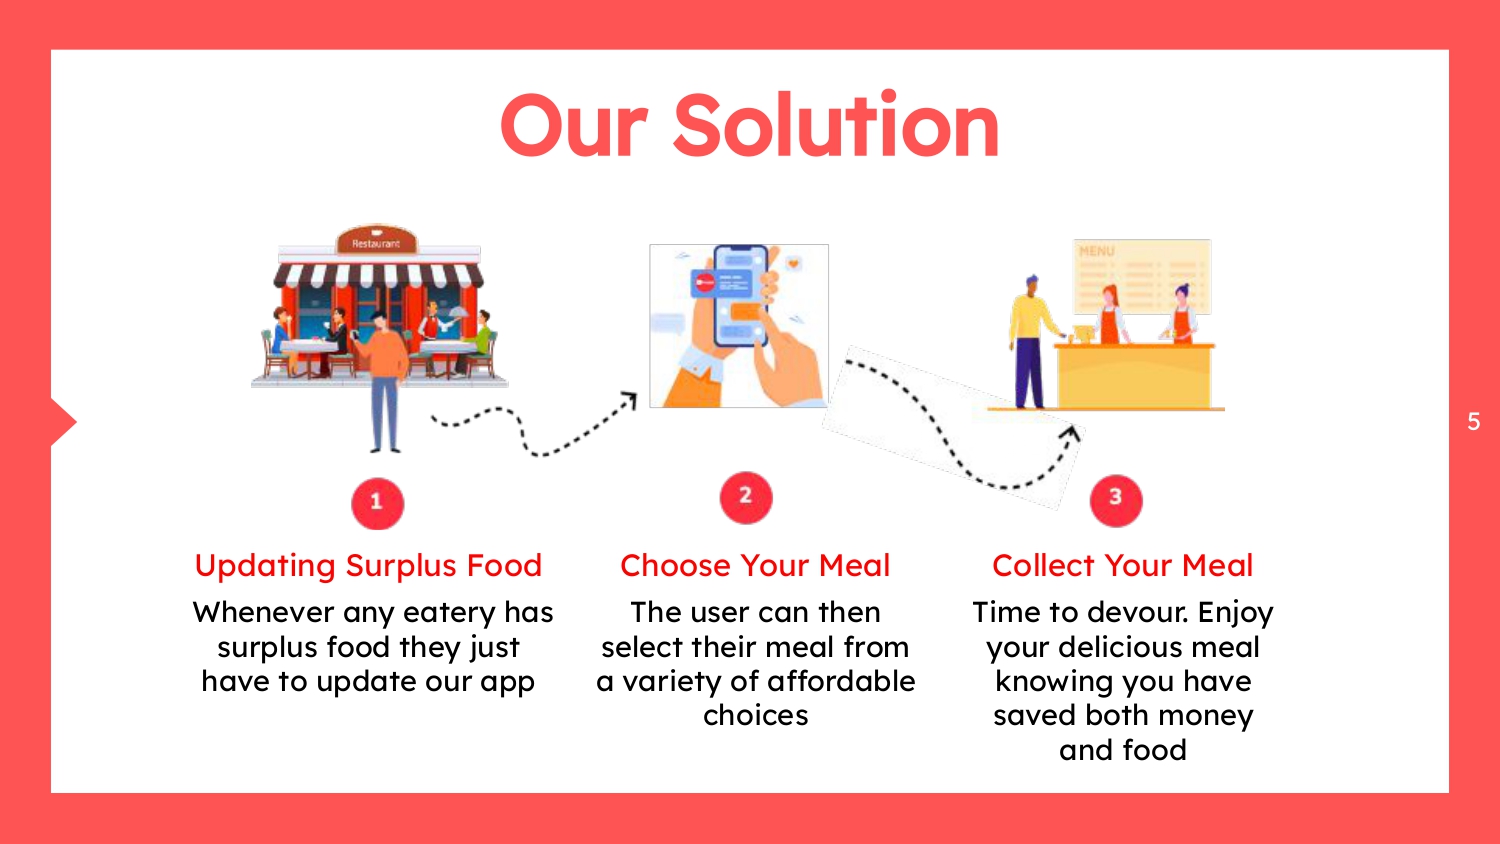 Our Solution
Restaurant
MENU
5
1
2
3
Updating Surplus Food
Whenever any eatery has
surplus food they just
have to update our app
Choose Your Meal
The user can then
select their meal from
a variety of affordable
choices
Collect Your Meal
Time to devour. Enjoy
your delicious meal
knowing you have
saved both money
and food